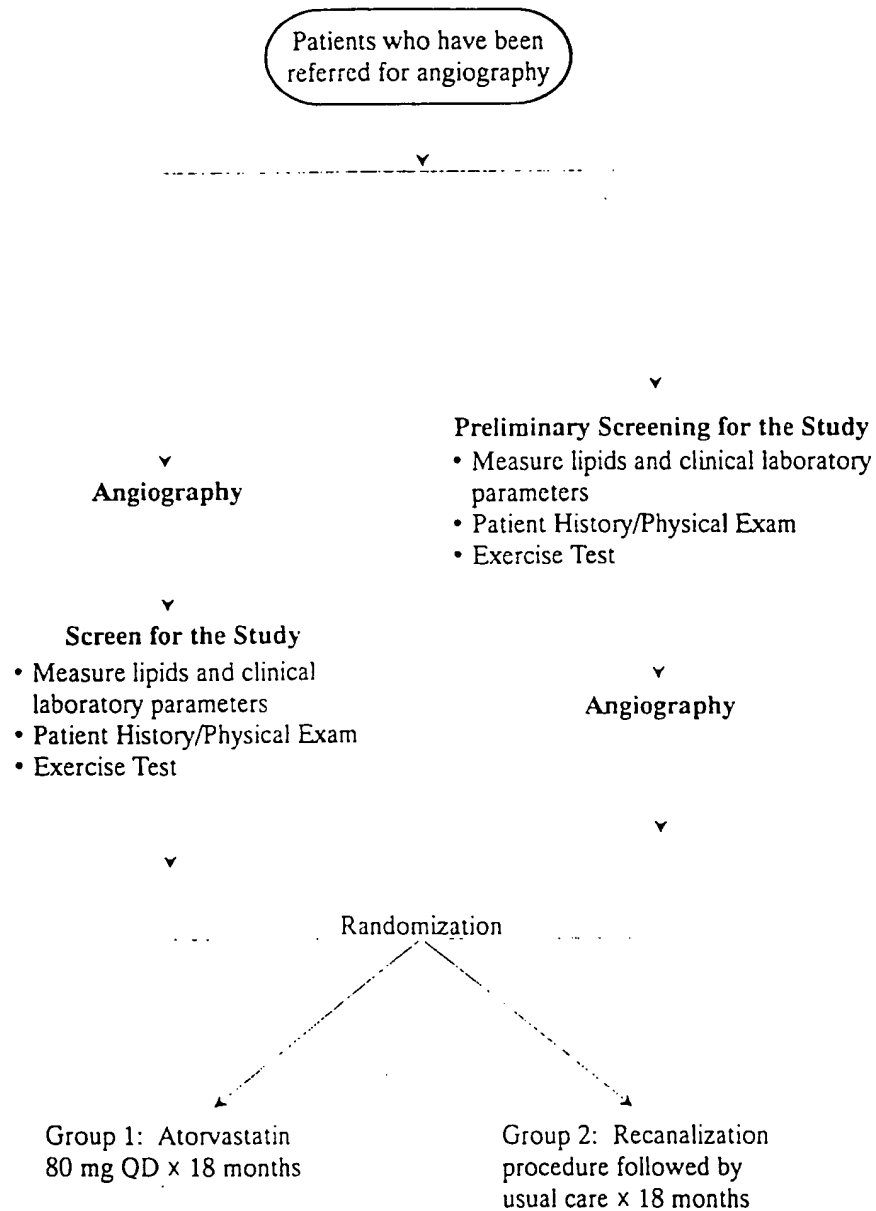 Patients who have been
referred for angiography
Angiography
Screen for the Study
• Measure lipids and clinical
laboratory parameters
• Patient History/Physical Exam
• Exercise Test
Preliminary Screening for the Study
• Measure lipids and clinical laboratory
parameters
• Patient History/Physical Exam
• Exercise Test
Angiography
Randomization
Group 1: Atorvastatin
80 mg QD × 18 months
Group 2: Recanalization
procedure followed by
usual care × 18 months